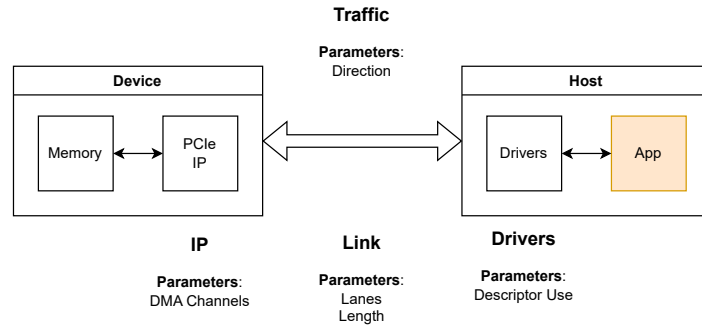 Traffic
Parameters:
Direction
Device
Host
Memory
PCIe
IP
Drivers
App
IP
Link
Drivers
Parameters:
DMA Channels
Parameters:
Lanes
Length
Parameters:
Descriptor Use